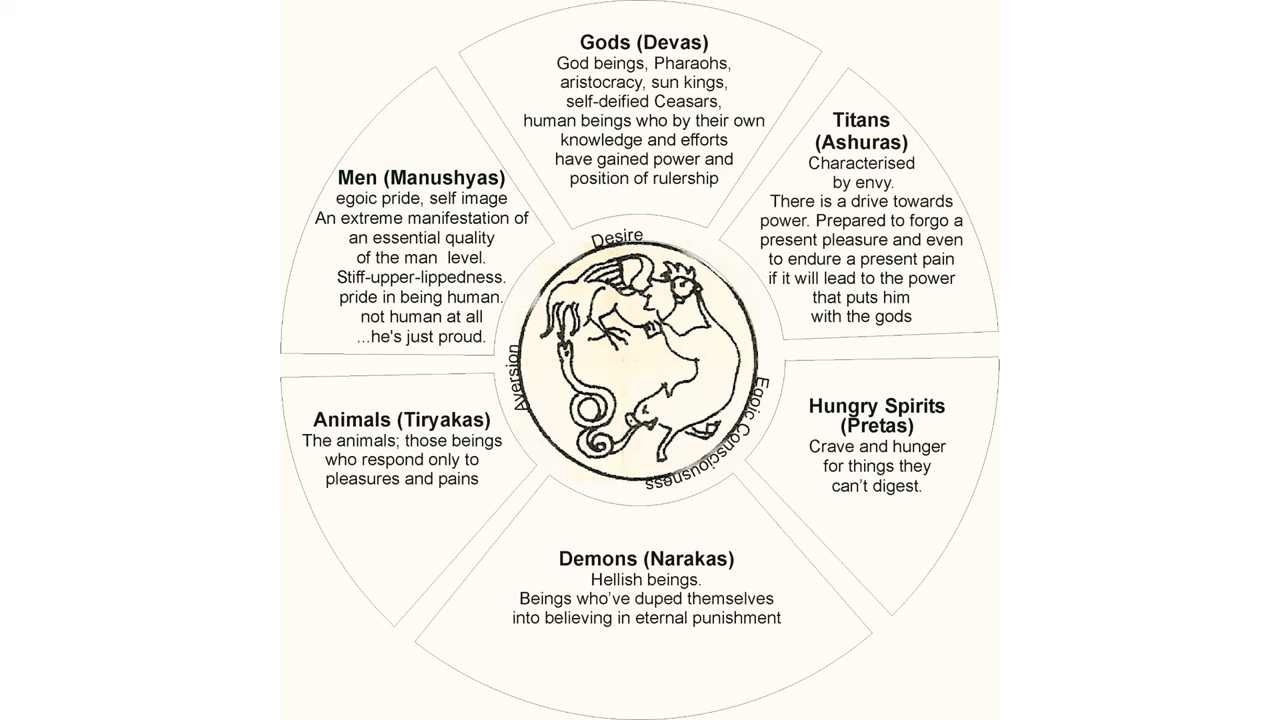 Gods (Devas)
God beings, Pharaohs,
aristocracy, sun kings,
self-deified Ceasars,
human beings who by their own
knowledge and efforts
have gained power and
position of rulership
Titans
(Ashuras)
Characterised
by envy.
There is a drive towards
power. Prepared to forgo a
present pleasure and even
to endure a present pain
if it will lead to the power
that puts him
with the gods
Men (Manushyas)
egoic pride, self image
An extreme manifestation of
an essential quality
of the man level.
Stiff-upper-lippedness.
pride in being human.
not human at all
...he's just proud.
Desire
Aversion
Egoic Consciousness
Animals (Tiryakas)
The animals; those beings
who respond only to
pleasures and pains
Hungry Spirits
(Pretas)
Crave and hunger
for things they
can't digest.
Demons (Narakas)
Hellish beings.
Beings who've duped themselves
into believing in eternal punishment